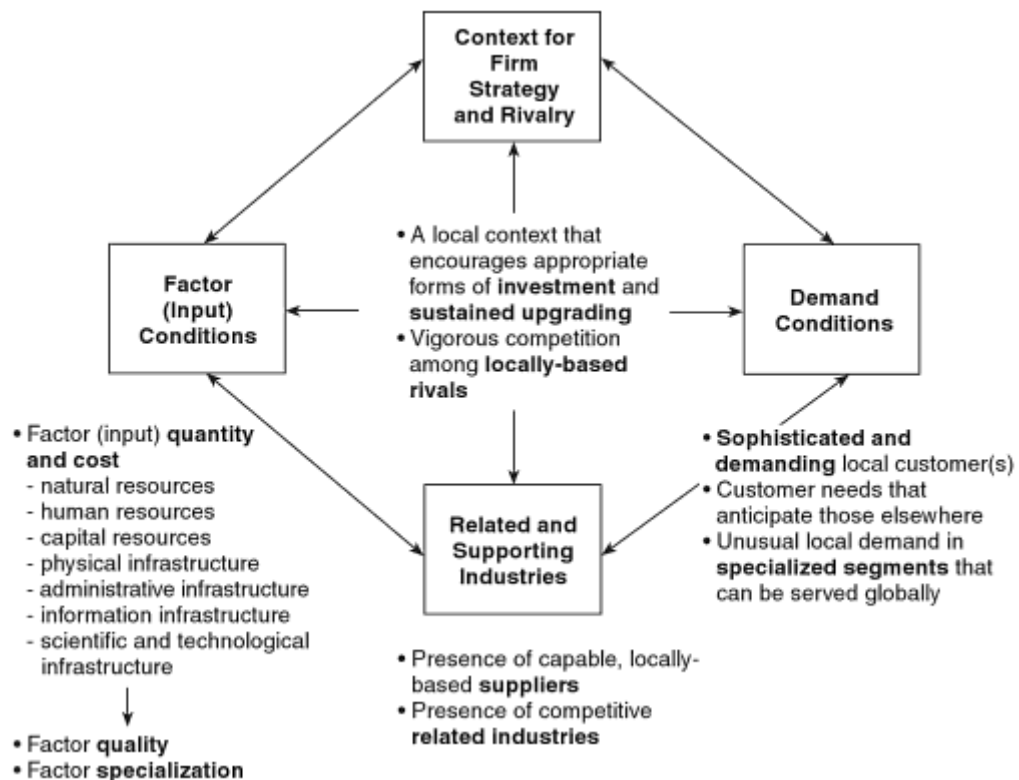 Context for
Firm
Strategy
and Rivalry
• A local context that
encourages appropriate
forms of investment and
sustained upgrading
• Vigorous competition
among locally-based
rivals
Factor
(Input)
Conditions
Demand
Conditions
• Factor (input) quantity
and cost
- natural resources
- human resources
- capital resources
- physical infrastructure
- administrative infrastructure
- information infrastructure
- scientific and technological
infrastructure
• Factor quality
• Factor specialization
Related and
Supporting
Industries
• Presence of capable, locally-
based suppliers
• Presence of competitive
related industries
• Sophisticated and
demanding local customer(s)
• Customer needs that
anticipate those elsewhere
• Unusual local demand in
specialized segments that
can be served globally